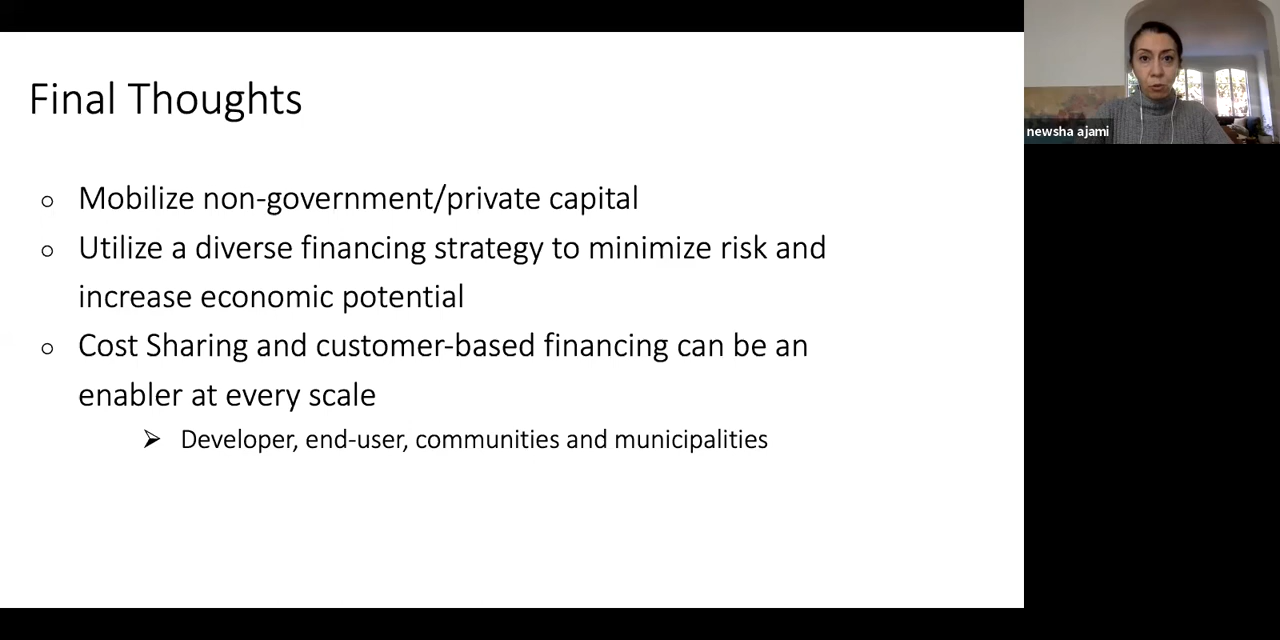 Final Thoughts
Mobilize non-government/private capital
Utilize a diverse financing strategy to minimize risk and
increase economic potential
Cost Sharing and customer-based financing can be an
enabler at every scale
Developer, end-user, communities and municipalities
newsha ajami